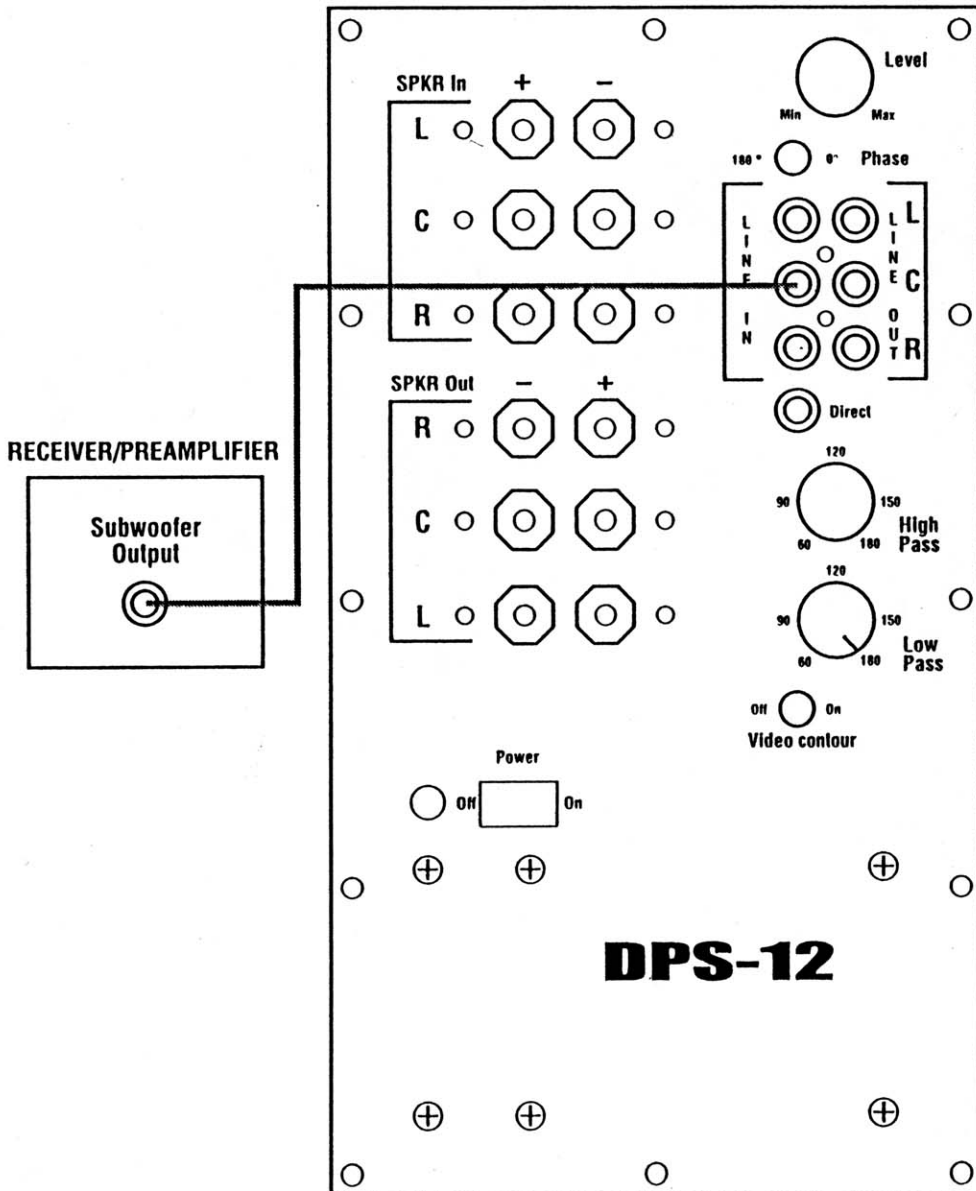 SPKR In + −
L
C
R
SPKR Out − +
R
C
L
Level
Min Max
180° 0° Phase
LINE IN
LINE OUT
L
C
R
Direct
120
90 150
60 180
High
Pass
120
90 150
60 180
Low
Pass
Off On
Video contour
RECEIVER/PREAMPLIFIER
Subwoofer
Output
Power
Off On
DPS-12